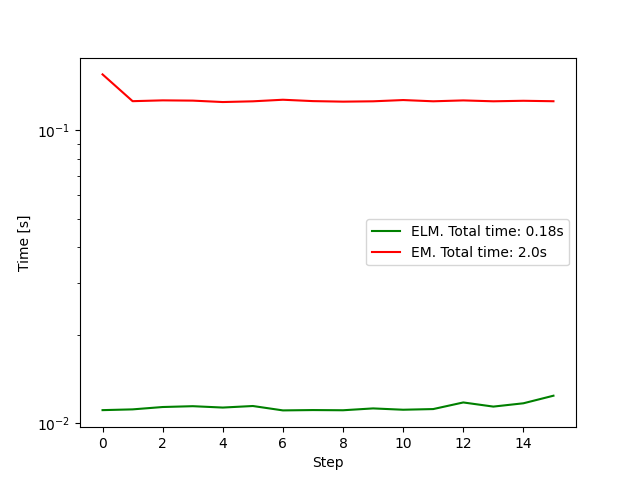 Time [s]
10⁻¹
10⁻²
ELM. Total time: 0.18s
EM. Total time: 2.0s
0 2 4 6 8 10 12 14
Step